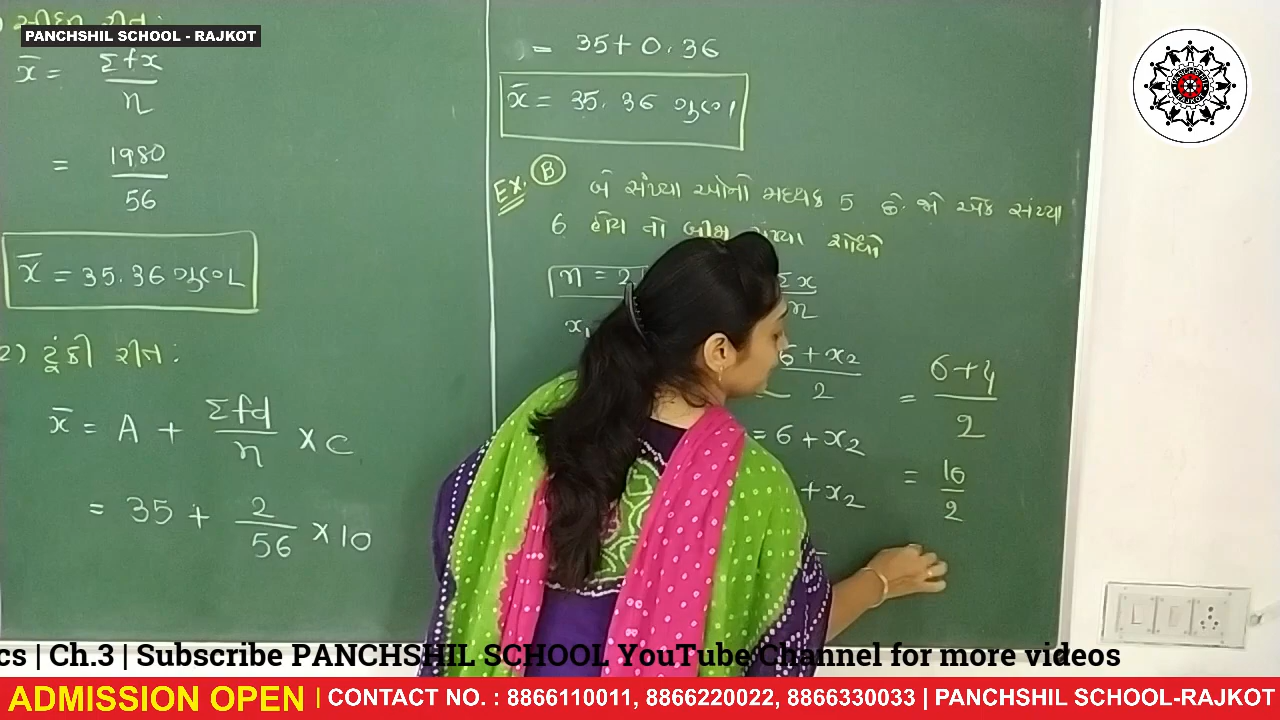 PANCHSHIL SCHOOL - RAJKOT
રીત:
x̄ = Σfx / n
= 1980 / 56
x̄ = 35.36 ગુણ
2) ટૂંકી રીત:
x̄ = A + Σfd / n × C
= 35 + 2 / 56 × 10
= 35 + 0.36
x̄ = 35.36 ગુણ
Ex. B બે સંખ્યા ઓનો મધ્યક 5 છે. જો એક સંખ્યા
6 હોય તો બીજી સંખ્યા શોધો
n = 2
Σx / n
x₁
6 + x₂ / 2
= 6 + x₂
+ x₂
= 6 + 4 / 2
= 10 / 2
cs | Ch.3 | Subscribe PANCHSHIL SCHOOL YouTube Channel for more videos
ADMISSION OPEN | CONTACT NO. : 8866110011, 8866220022, 8866330033 | PANCHSHIL SCHOOL-RAJKOT